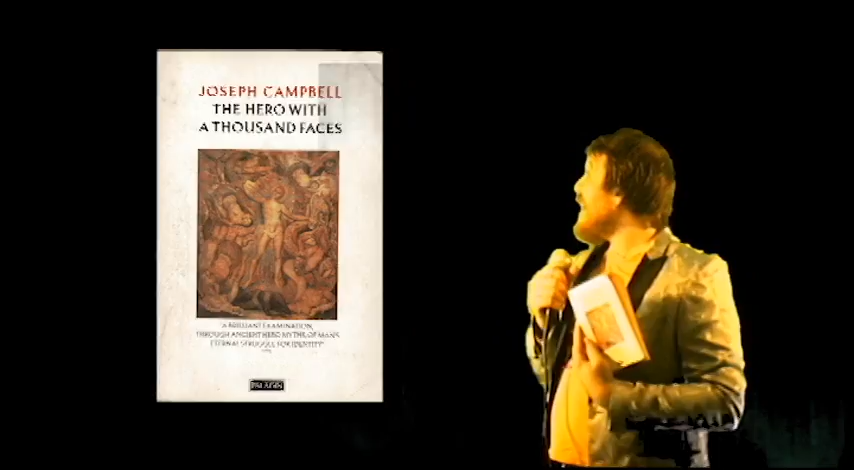 JOSEPH CAMPBELL
THE HERO WITH
A THOUSAND FACES
"A BRILLIANT EXAMINATION,
THROUGH ANCIENT HERO MYTHS, OF MAN'S
ETERNAL STRUGGLE FOR IDENTITY"
PALADIN